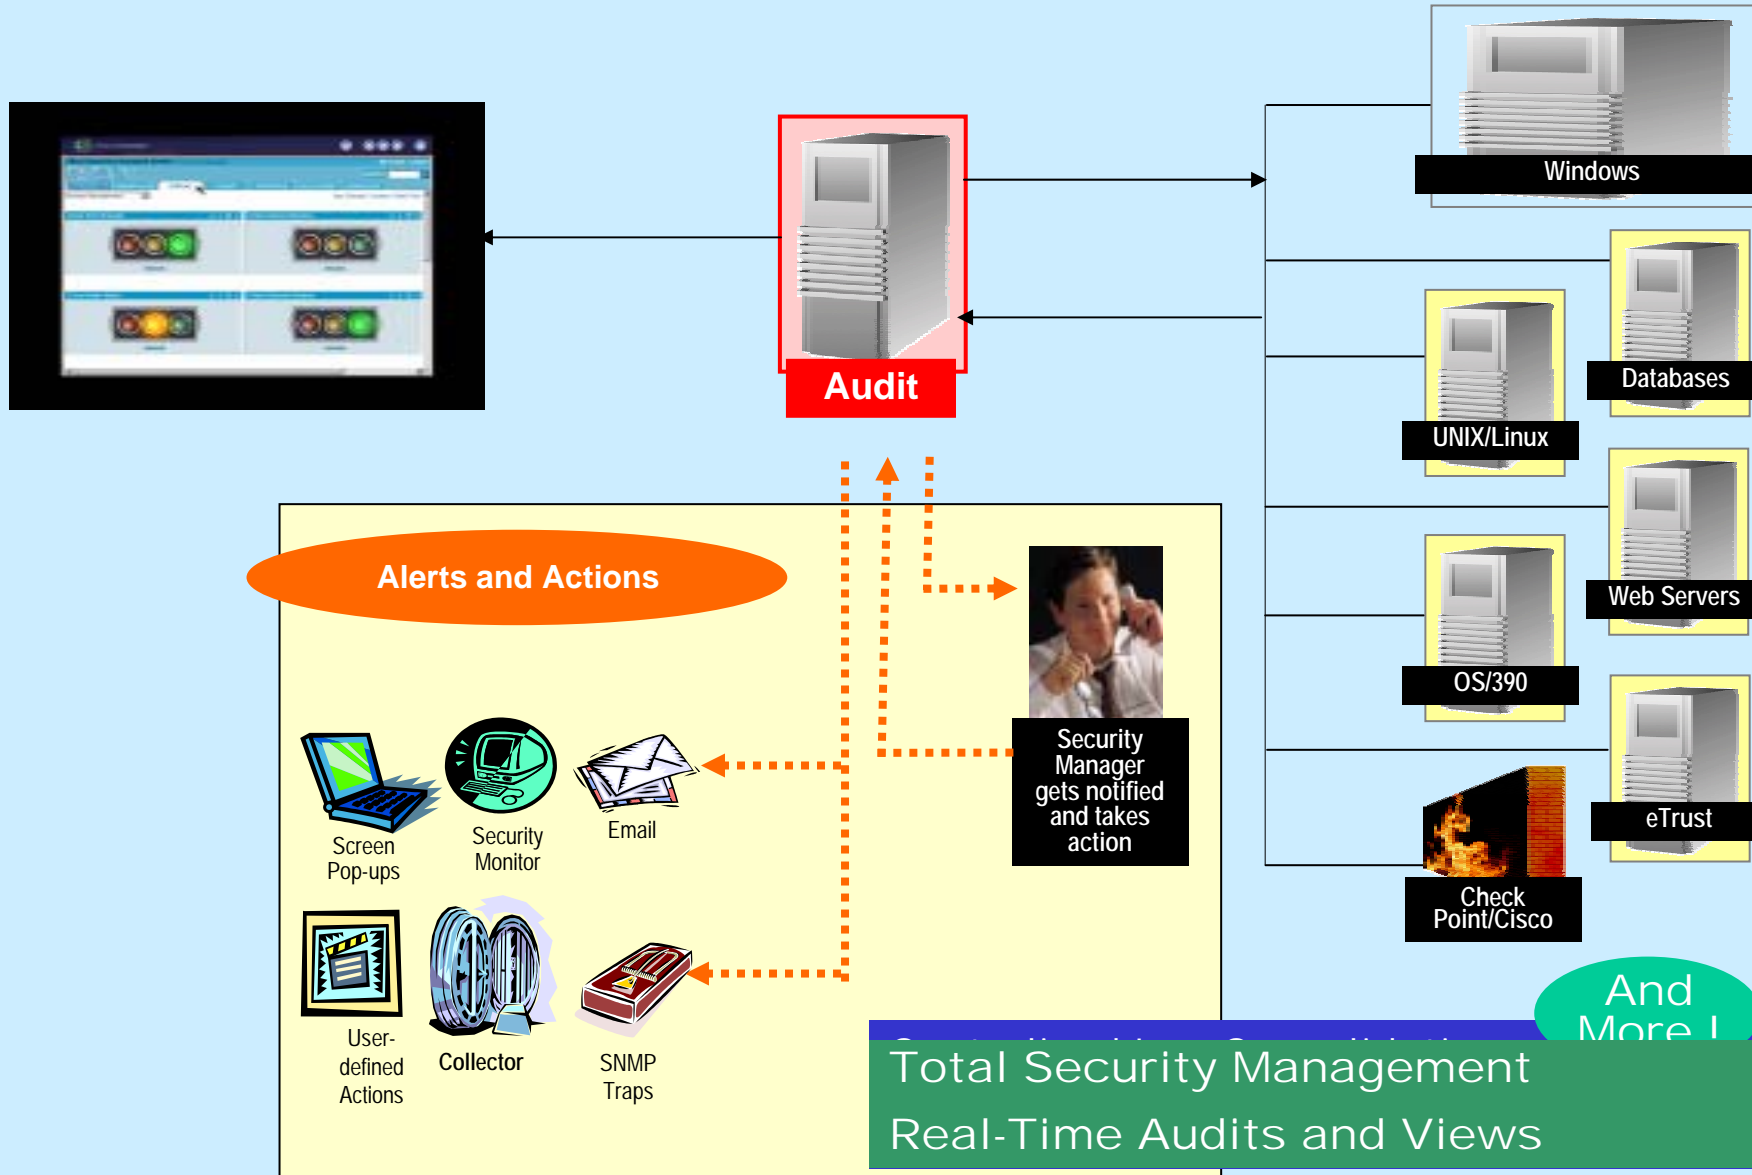 Windows
Databases
UNIX/Linux
Web Servers
OS/390
eTrust
Check
Point/Cisco
Audit
Alerts and Actions
Screen
Pop-ups
Security
Monitor
Email
User-
defined
Actions
Collector
SNMP
Traps
Security
Manager
gets notified
and takes
action
And
More !
Total Security Management
Real-Time Audits and Views